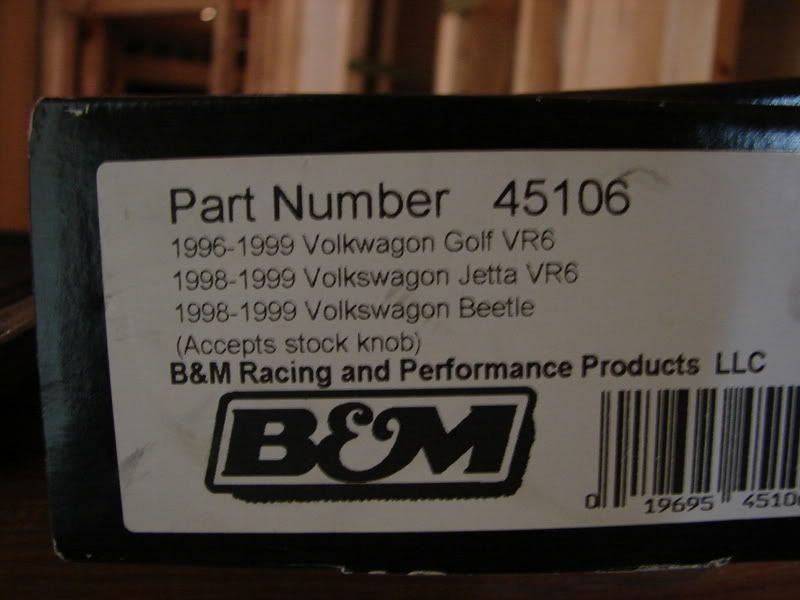 Part Number 45106
1996-1999 Volkwagon Golf VR6
1998-1999 Volkswagon Jetta VR6
1998-1999 Volkswagon Beetle
(Accepts stock knob)
B&M Racing and Performance Products LLC
B&M
0 19695 4510